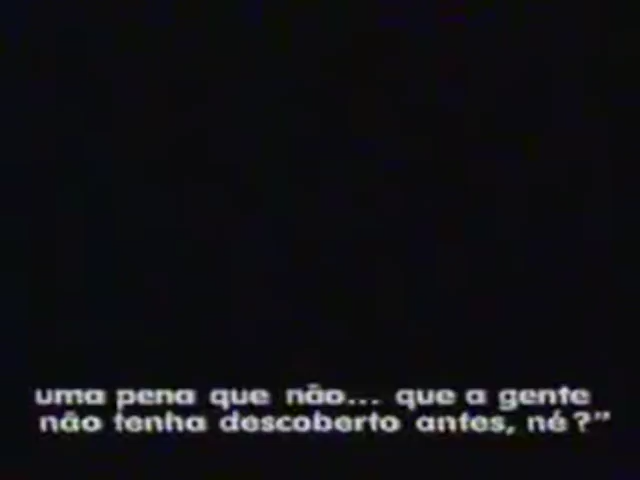 uma pena que não... que a gente
não tenha descoberto antes, né?”